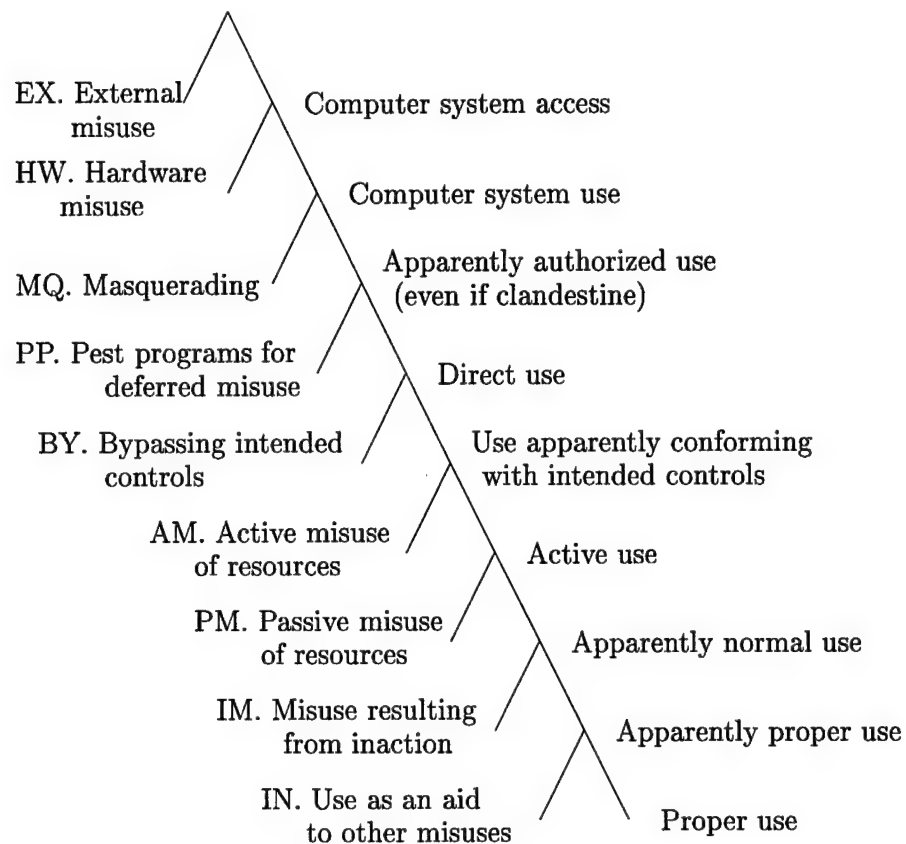 EX. External
misuse
Computer system access
HW. Hardware
misuse
Computer system use
MQ. Masquerading
Apparently authorized use
(even if clandestine)
PP. Pest programs for
deferred misuse
Direct use
BY. Bypassing intended
controls
Use apparently conforming
with intended controls
AM. Active misuse
of resources
Active use
PM. Passive misuse
of resources
Apparently normal use
IM. Misuse resulting
from inaction
Apparently proper use
IN. Use as an aid
to other misuses
Proper use